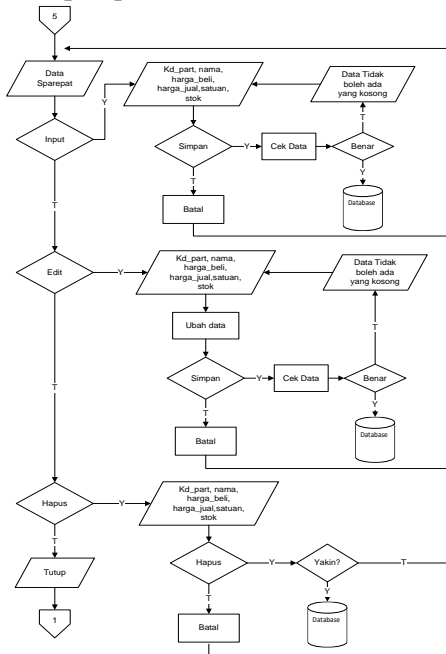 5
Data
Sparepat
Kd_part, nama,
harga_beli,
harga_jual,satuan,
stok
Data Tidak
boleh ada
yang kosong
Y
T
Input
Simpan
Y
Cek Data
Benar
T
Y
T
Batal
Database
Edit
Y
Kd_part, nama,
harga_beli,
harga_jual,satuan,
stok
Data Tidak
boleh ada
yang kosong
Ubah data
T
T
Simpan
Y
Cek Data
Benar
T
Y
Batal
Database
Hapus
Y
Kd_part, nama,
harga_beli,
harga_jual,satuan,
stok
T
Tutup
Hapus
Y
Yakin?
T
T
Y
1
Batal
Database